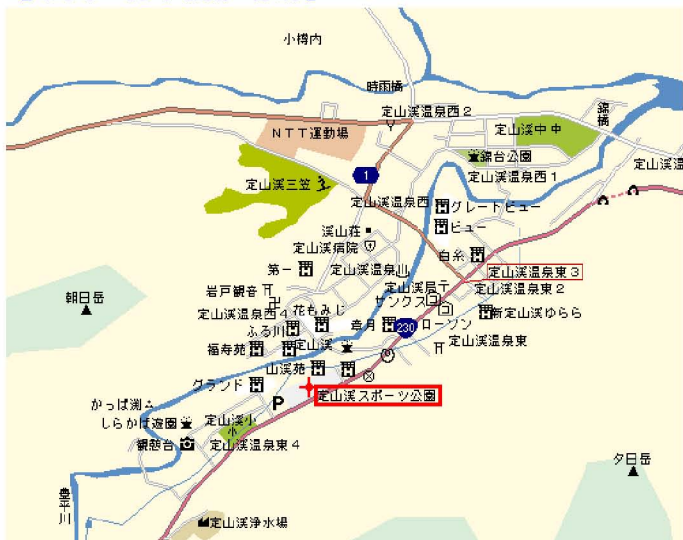 小樽内
時雨橋
定山渓温泉西2
錦橋
NTT運動場
定山渓中 中
錦台公園
定山渓温
定山渓三笠
1
定山渓温泉西1
定山渓温泉西
グレートビュー
ビュー
渓山荘
定山渓病院
白糸
第一
定山渓温泉山
定山渓温泉東3
岩戸観音
定山渓局
定山渓温泉東2
朝日岳
花もみじ
サンクス
定山渓温泉西4
章月
230
ローソン
新定山渓ゆらら
ふる川
福寿苑
定山渓
定山渓温泉東
山渓苑
グランド
P
定山渓スポーツ公園
かっぱ淵
しらかば遊園
定山渓小
小
観憩台
定山渓温泉東4
夕日岳
豊平川
定山渓浄水場